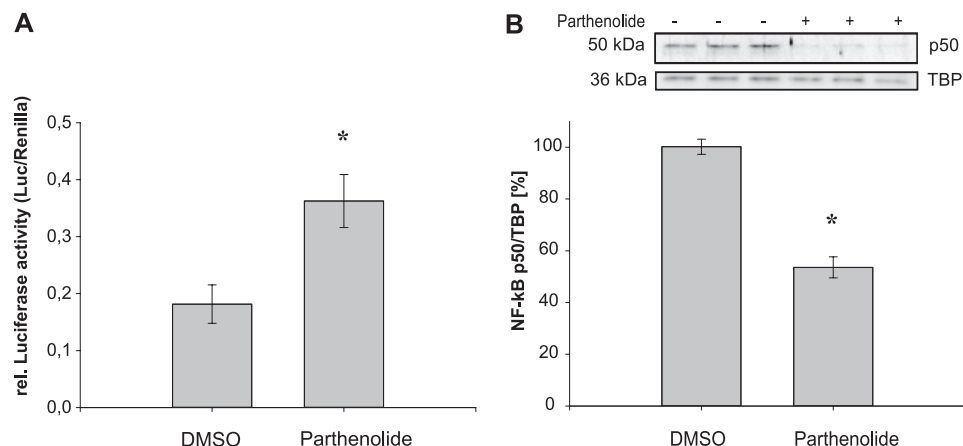 A
rel. Luciferase activity (Luc/Renilla)
0,5
0,4
0,3
0,2
0,1
0,0
*
DMSO Parthenolide
B
Parthenolide - - - + + +
50 kDa p50
36 kDa TBP
NF-kB p50/TBP [%]
100
80
60
40
20
0
*
DMSO Parthenolide